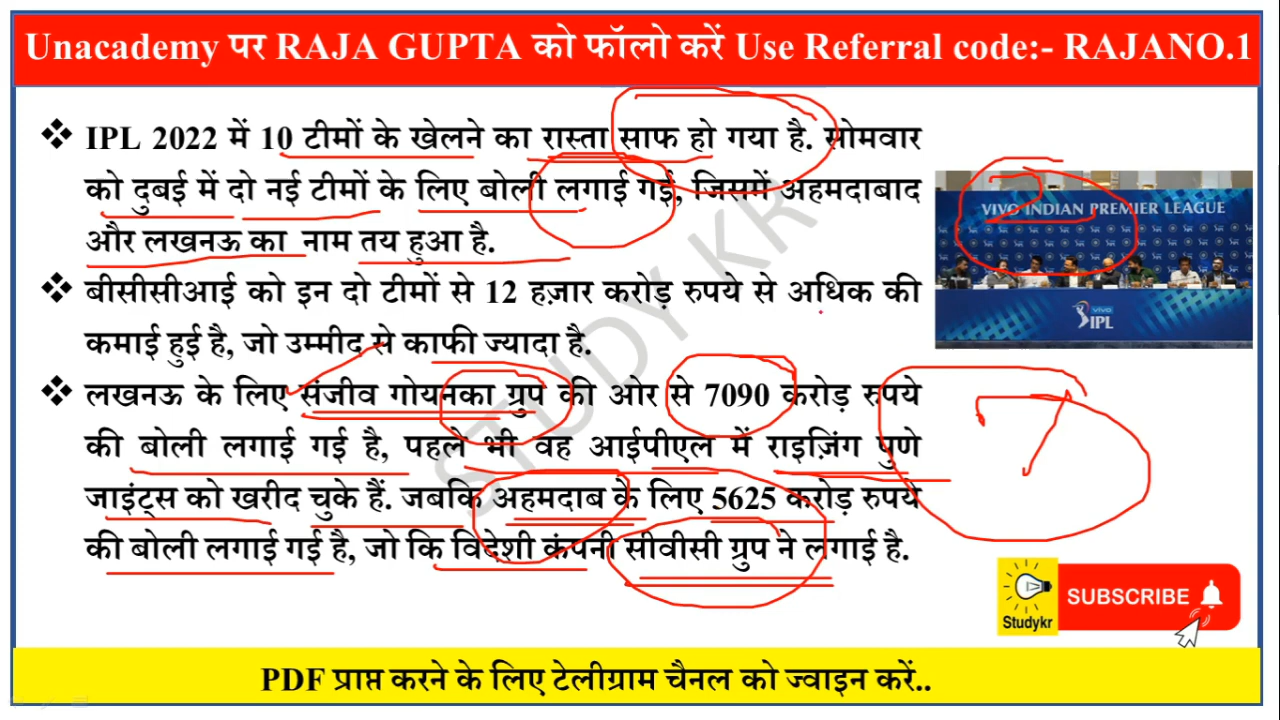 Unacademy पर RAJA GUPTA को फॉलो करें Use Referral code:- RAJANO.1
❖ IPL 2022 में 10 टीमों के खेलने का रास्ता साफ हो गया है. सोमवार
को दुबई में दो नई टीमों के लिए बोली लगाई गई, जिसमें अहमदाबाद
और लखनऊ का नाम तय हुआ है.
❖ बीसीसीआई को इन दो टीमों से 12 हज़ार करोड़ रुपये से अधिक की
कमाई हुई है, जो उम्मीद से काफी ज्यादा है.
❖ लखनऊ के लिए संजीव गोयनका ग्रुप की ओर से 7090 करोड़ रुपये
की बोली लगाई गई है, पहले भी वह आईपीएल में राइज़िंग पुणे
जाइंट्स को खरीद चुके हैं. जबकि अहमदाब के लिए 5625 करोड़ रुपये
की बोली लगाई गई है, जो कि विदेशी कंपनी सीवीसी ग्रुप ने लगाई है.
STUDY KR
2
VIVO INDIAN PREMIER LEAGUE
vivo
IPL
7
Studykr
SUBSCRIBE
PDF प्राप्त करने के लिए टेलीग्राम चैनल को ज्वाइन करें..